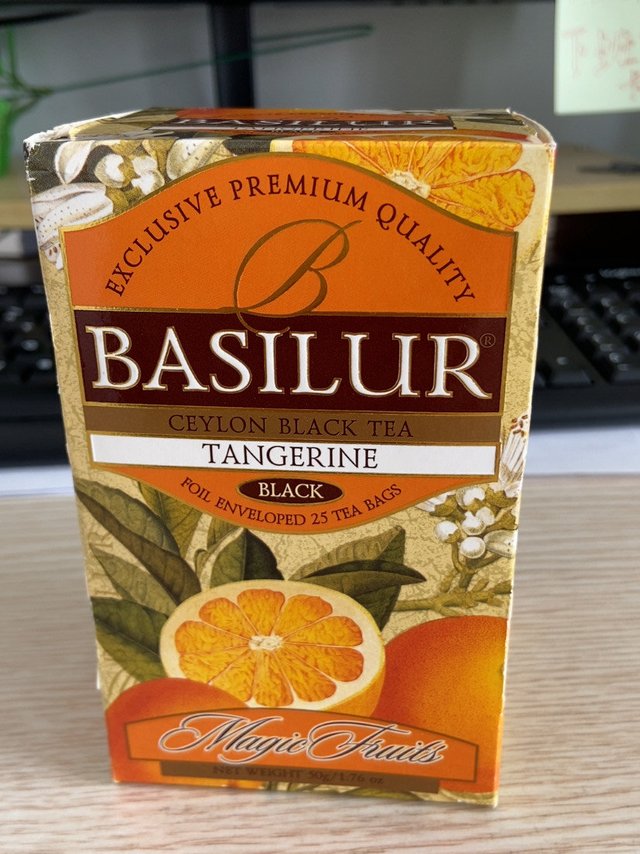 BASILUR
EXCLUSIVE PREMIUM QUALITY
B
BASILUR®
CEYLON BLACK TEA
TANGERINE
BLACK
FOIL ENVELOPED 25 TEA BAGS
Magic Fruits
NET WEIGHT 50g/1.76 oz